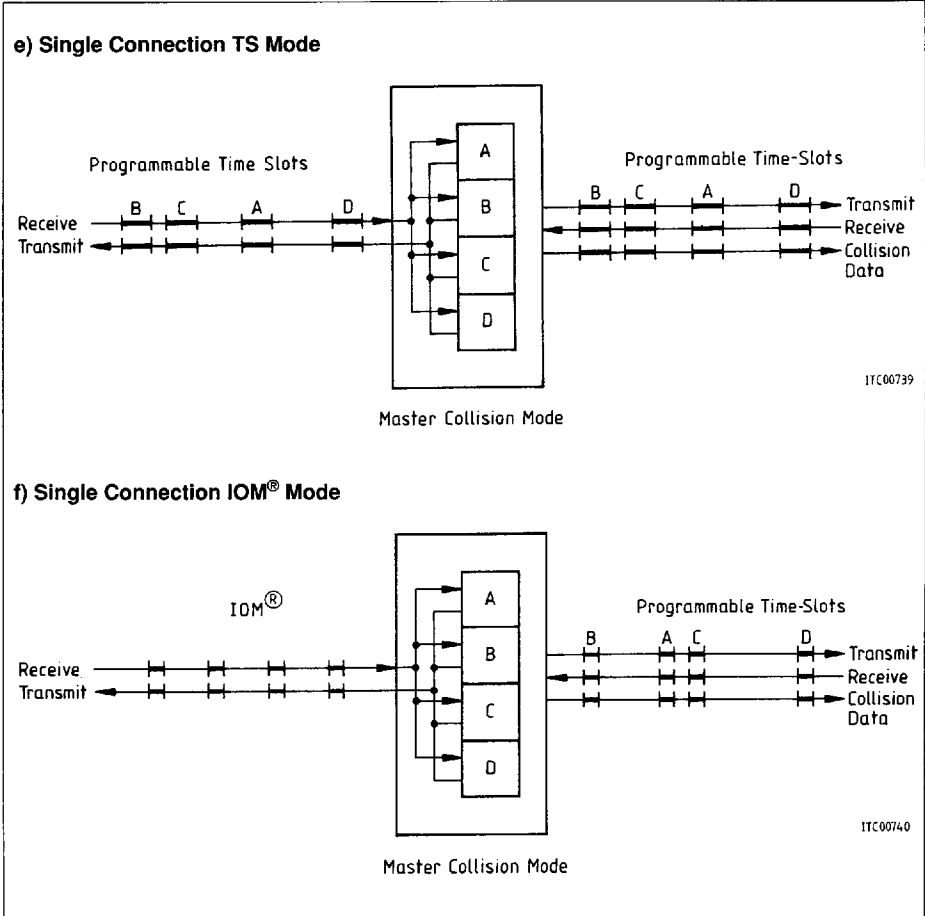 e) Single Connection TS Mode
Programmable Time Slots
Programmable Time-Slots
B C A D
B C A D
Receive
Transmit
Transmit
Receive
Collision
Data
A
B
C
D
ITC00739
Master Collision Mode
f) Single Connection IOM® Mode
IOM®
Programmable Time-Slots
B A C D
Receive
Transmit
Transmit
Receive
Collision
Data
A
B
C
D
ITC00740
Master Collision Mode